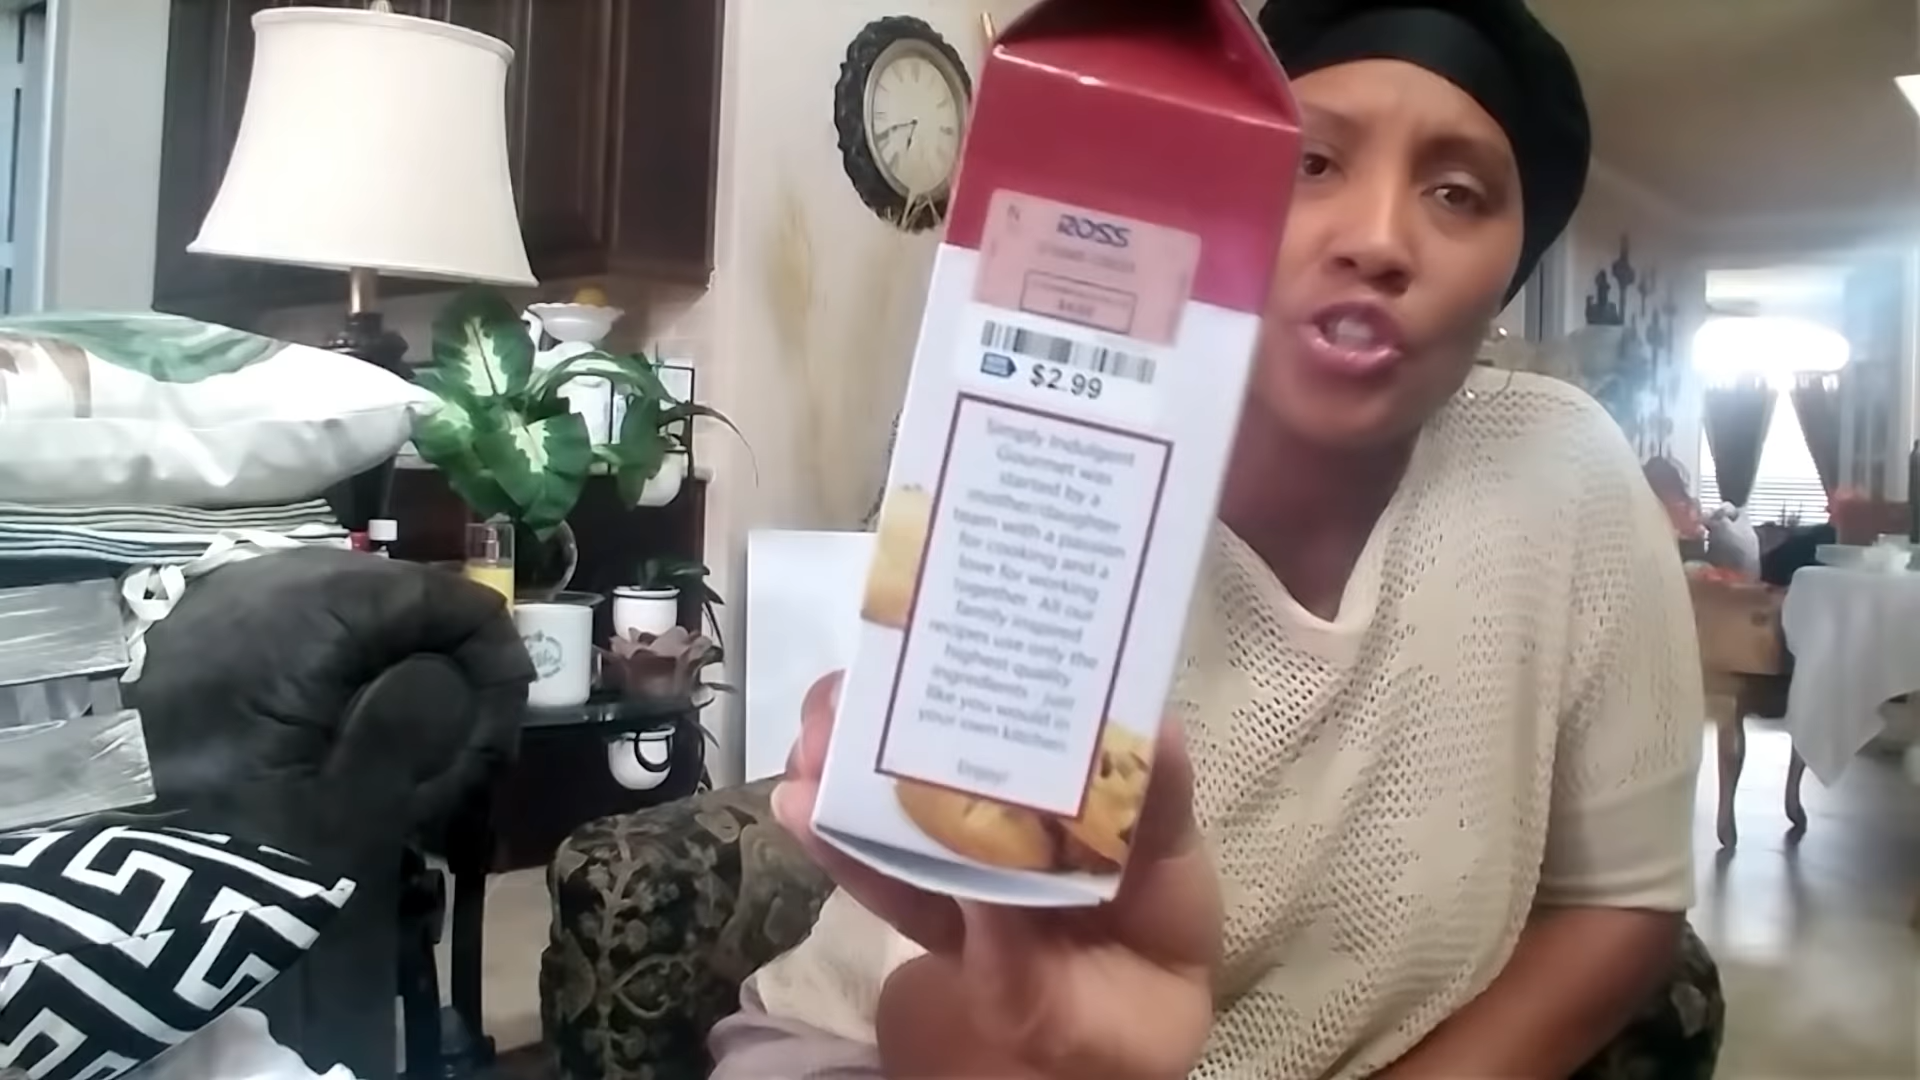 ROSS
$2.99
Simply Indulgent
Gourmet was
started by a
mother/daughter
team with a passion
for cooking and a
love for working
together. All our
family inspired
recipes use only the
highest quality
ingredients - just
like you would in
your own kitchen.
Enjoy!